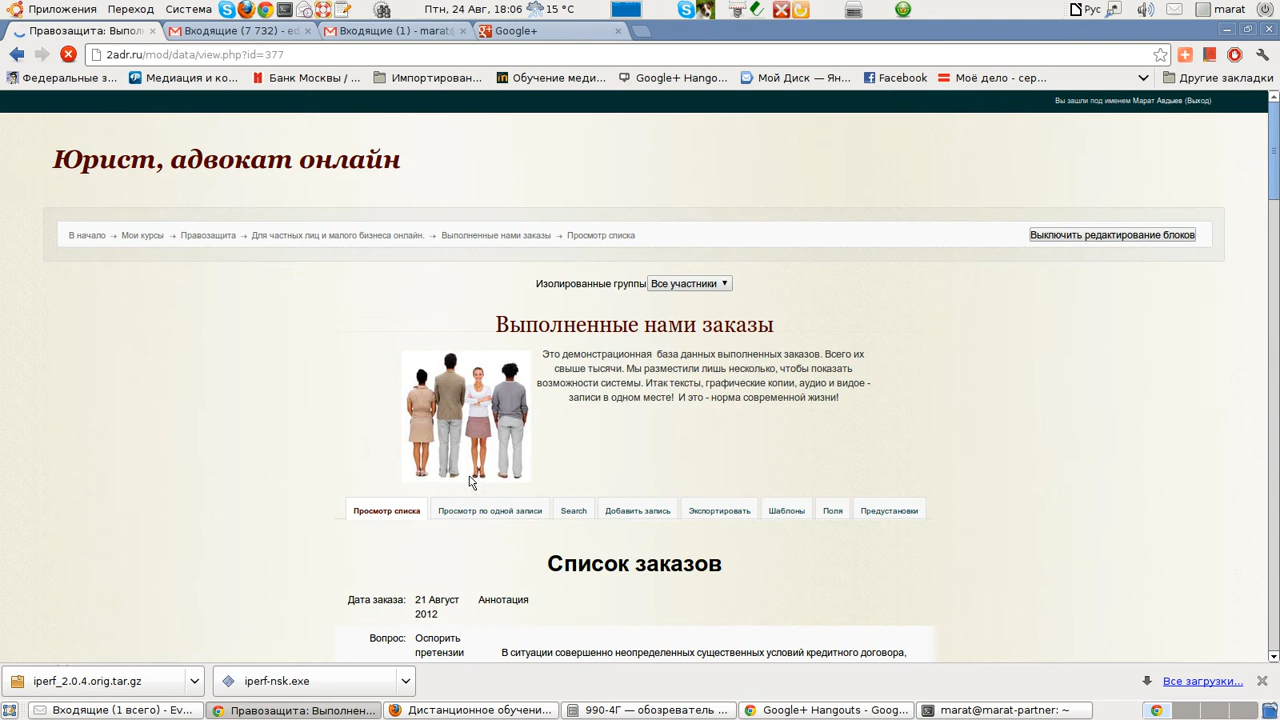 Приложения Переход Система Птн, 24 Авг, 18:06 15 °C Рус marat
Правозащита: Выпол Входящие (7 732) - ed Входящие (1) - marat@ Google+
2adr.ru/mod/data/view.php?id=377
Федеральные з... Медиация и ко... Банк Москвы / ... Импортирован... Обучение меди... Google+ Hango... Мой Диск — Ян... Facebook Моё дело - сер... Другие закладки
Вы зашли под именем Марат Авдыев (Выход)
Юрист, адвокат онлайн
В начало → Мои курсы → Правозащита → Для частных лиц и малого бизнеса онлайн. → Выполненные нами заказы → Просмотр списка Выключить редактирование блоков
Изолированные группы Все участники
Выполненные нами заказы
Это демонстрационная база данных выполненных заказов. Всего их
свыше тысячи. Мы разместили лишь несколько, чтобы показать
возможности системы. Итак тексты, графические копии, аудио и видое -
записи в одном месте! И это - норма современной жизни!
Просмотр списка Просмотр по одной записи Search Добавить запись Экспортировать Шаблоны Поля Предустановки
Список заказов
Дата заказа: 21 Август Аннотация
2012
Вопрос: Оспорить
претензии В ситуации совершенно неопределенных существенных условий кредитного договора,
iperf_2.0.4.orig.tar.gz iperf-nsk.exe Все загрузки...
Входящие (1 всего) - Ev... Правозащита: Выполнен... Дистанционное обучени... 990-4Г — обозреватель ... Google+ Hangouts - Goog... marat@marat-partner: ~